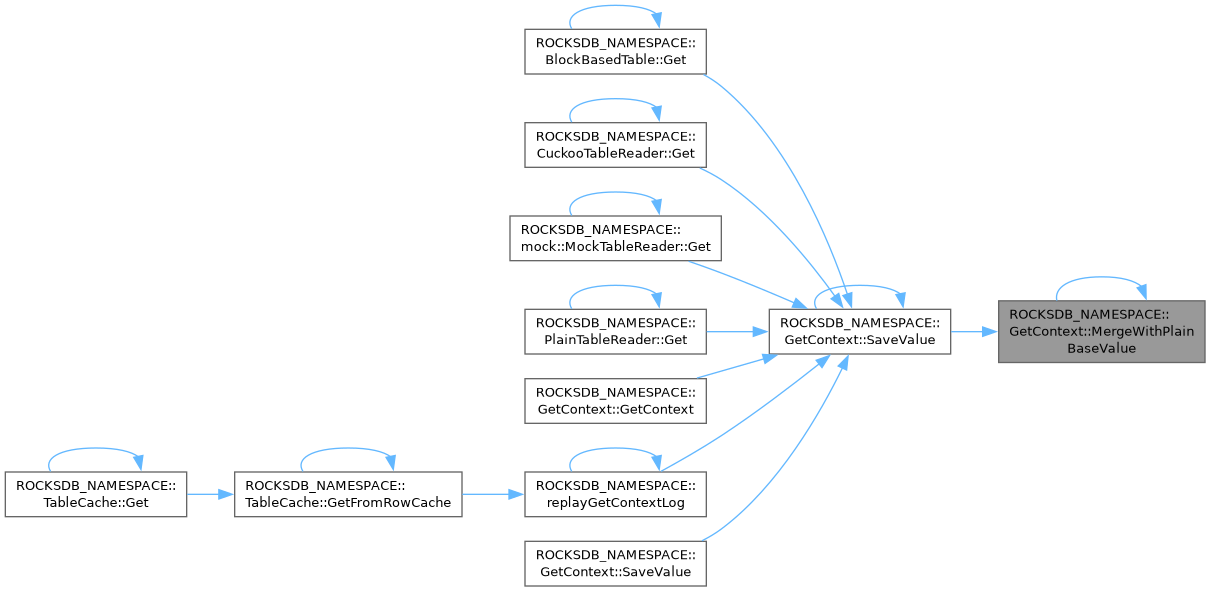 ROCKSDB_NAMESPACE::
BlockBasedTable::Get
ROCKSDB_NAMESPACE::
CuckooTableReader::Get
ROCKSDB_NAMESPACE::
mock::MockTableReader::Get
ROCKSDB_NAMESPACE::
PlainTableReader::Get
ROCKSDB_NAMESPACE::
GetContext::SaveValue
ROCKSDB_NAMESPACE::
GetContext::MergeWithPlain
BaseValue
ROCKSDB_NAMESPACE::
GetContext::GetContext
ROCKSDB_NAMESPACE::
TableCache::Get
ROCKSDB_NAMESPACE::
TableCache::GetFromRowCache
ROCKSDB_NAMESPACE::
replayGetContextLog
ROCKSDB_NAMESPACE::
GetContext::SaveValue